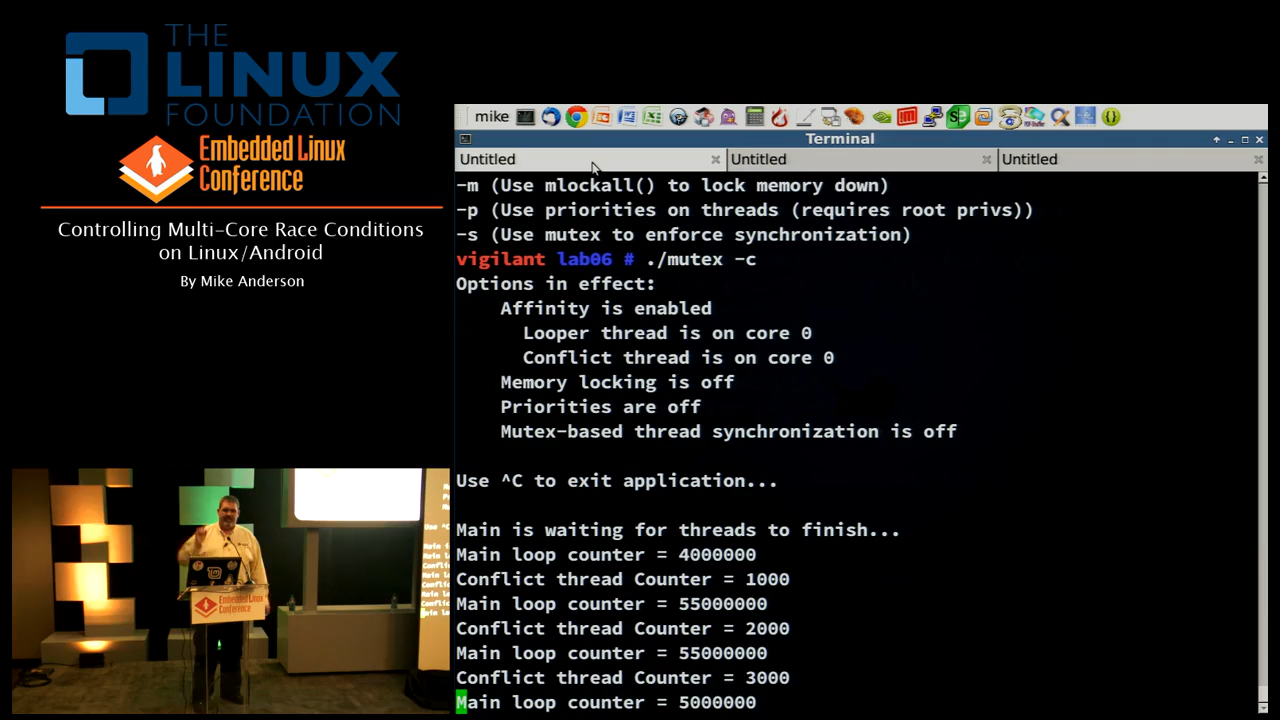 THE
LINUX
FOUNDATION
Embedded Linux
Conference
Controlling Multi-Core Race Conditions
on Linux/Android
By Mike Anderson
mike
Terminal
Untitled
Untitled
Untitled
-m (Use mlockall() to lock memory down)
-p (Use priorities on threads (requires root privs))
-s (Use mutex to enforce synchronization)
vigilant lab06 # ./mutex -c
Options in effect:
Affinity is enabled
Looper thread is on core 0
Conflict thread is on core 0
Memory locking is off
Priorities are off
Mutex-based thread synchronization is off
Use ^C to exit application...
Main is waiting for threads to finish...
Main loop counter = 4000000
Conflict thread Counter = 1000
Main loop counter = 55000000
Conflict thread Counter = 2000
Main loop counter = 55000000
Conflict thread Counter = 3000
Main loop counter = 5000000
Embedded Linux
Conference